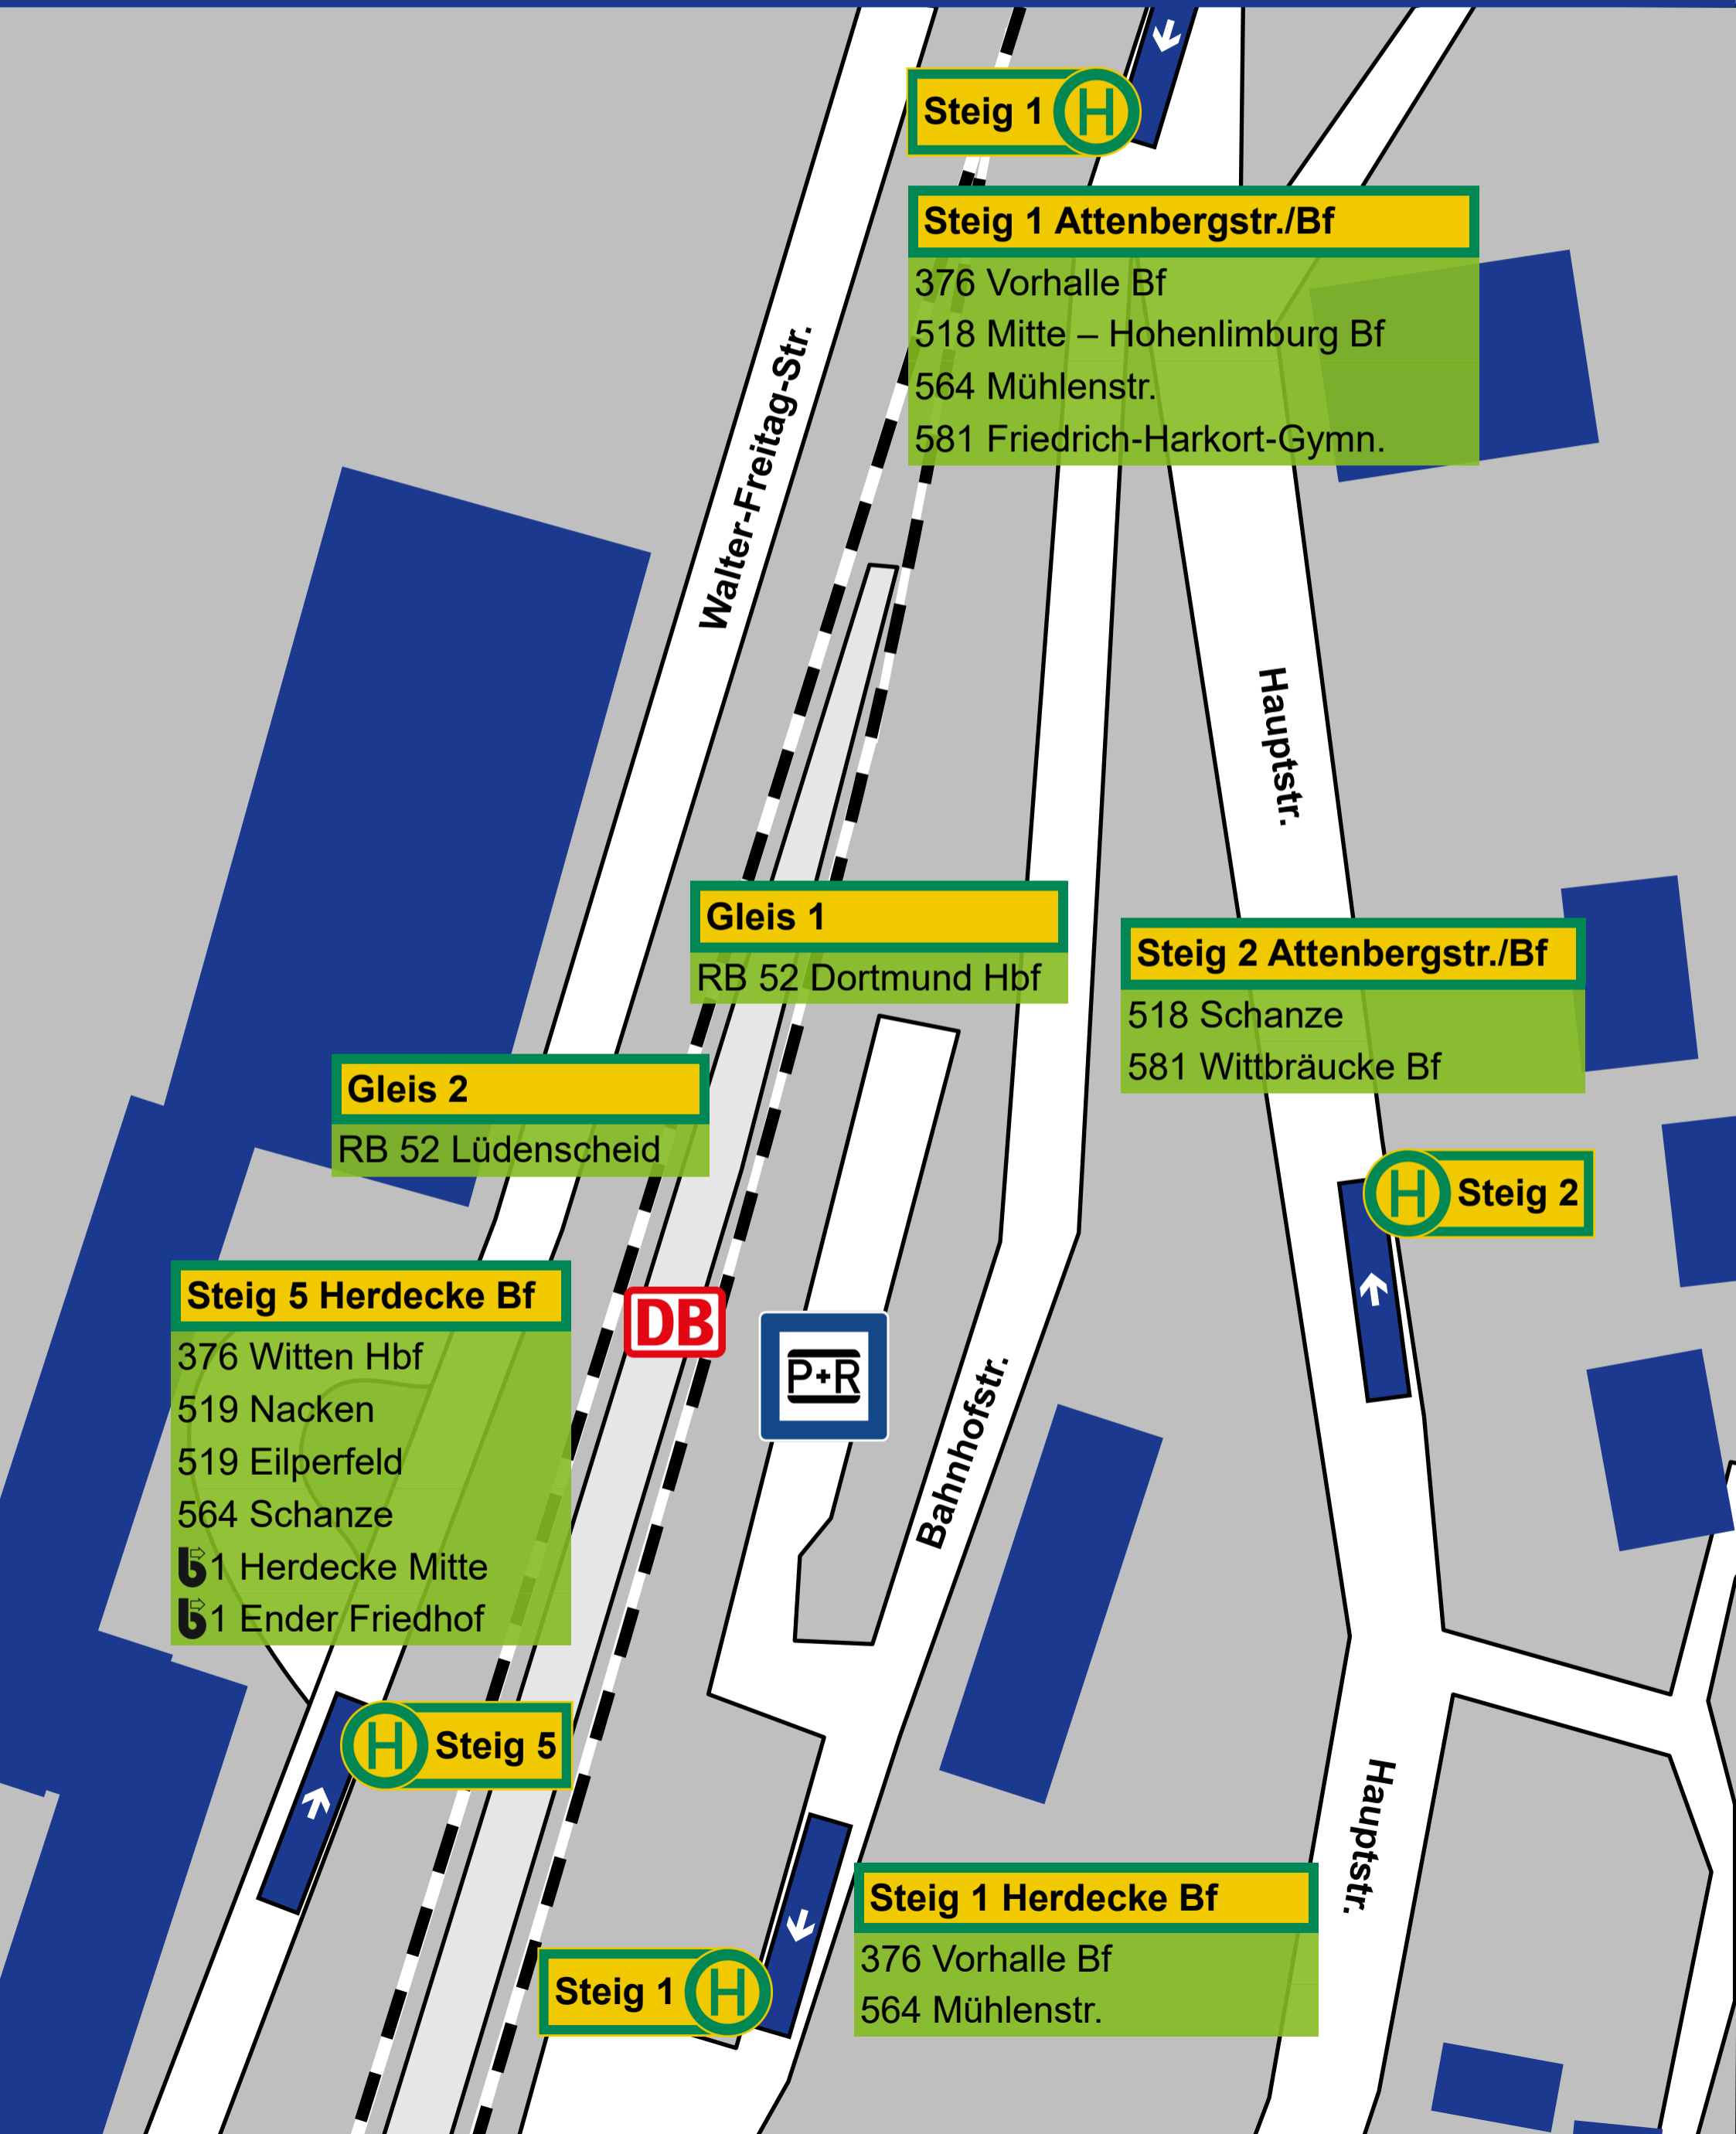 Steig 1 H
Steig 1 Attenbergstr./Bf
376 Vorhalle Bf
518 Mitte – Hohenlimburg Bf
564 Mühlenstr.
581 Friedrich-Harkort-Gymn.
Walter-Freitag-Str.
Hauptstr.
Gleis 1
RB 52 Dortmund Hbf
Steig 2 Attenbergstr./Bf
518 Schanze
581 Wittbräucke Bf
Gleis 2
RB 52 Lüdenscheid
H Steig 2
Steig 5 Herdecke Bf
376 Witten Hbf
519 Nacken
519 Eilperfeld
564 Schanze
b1 Herdecke Mitte
b1 Ender Friedhof
DB
P+R
Bahnhofstr.
H Steig 5
Hauptstr.
Steig 1 Herdecke Bf
376 Vorhalle Bf
564 Mühlenstr.
Steig 1 H